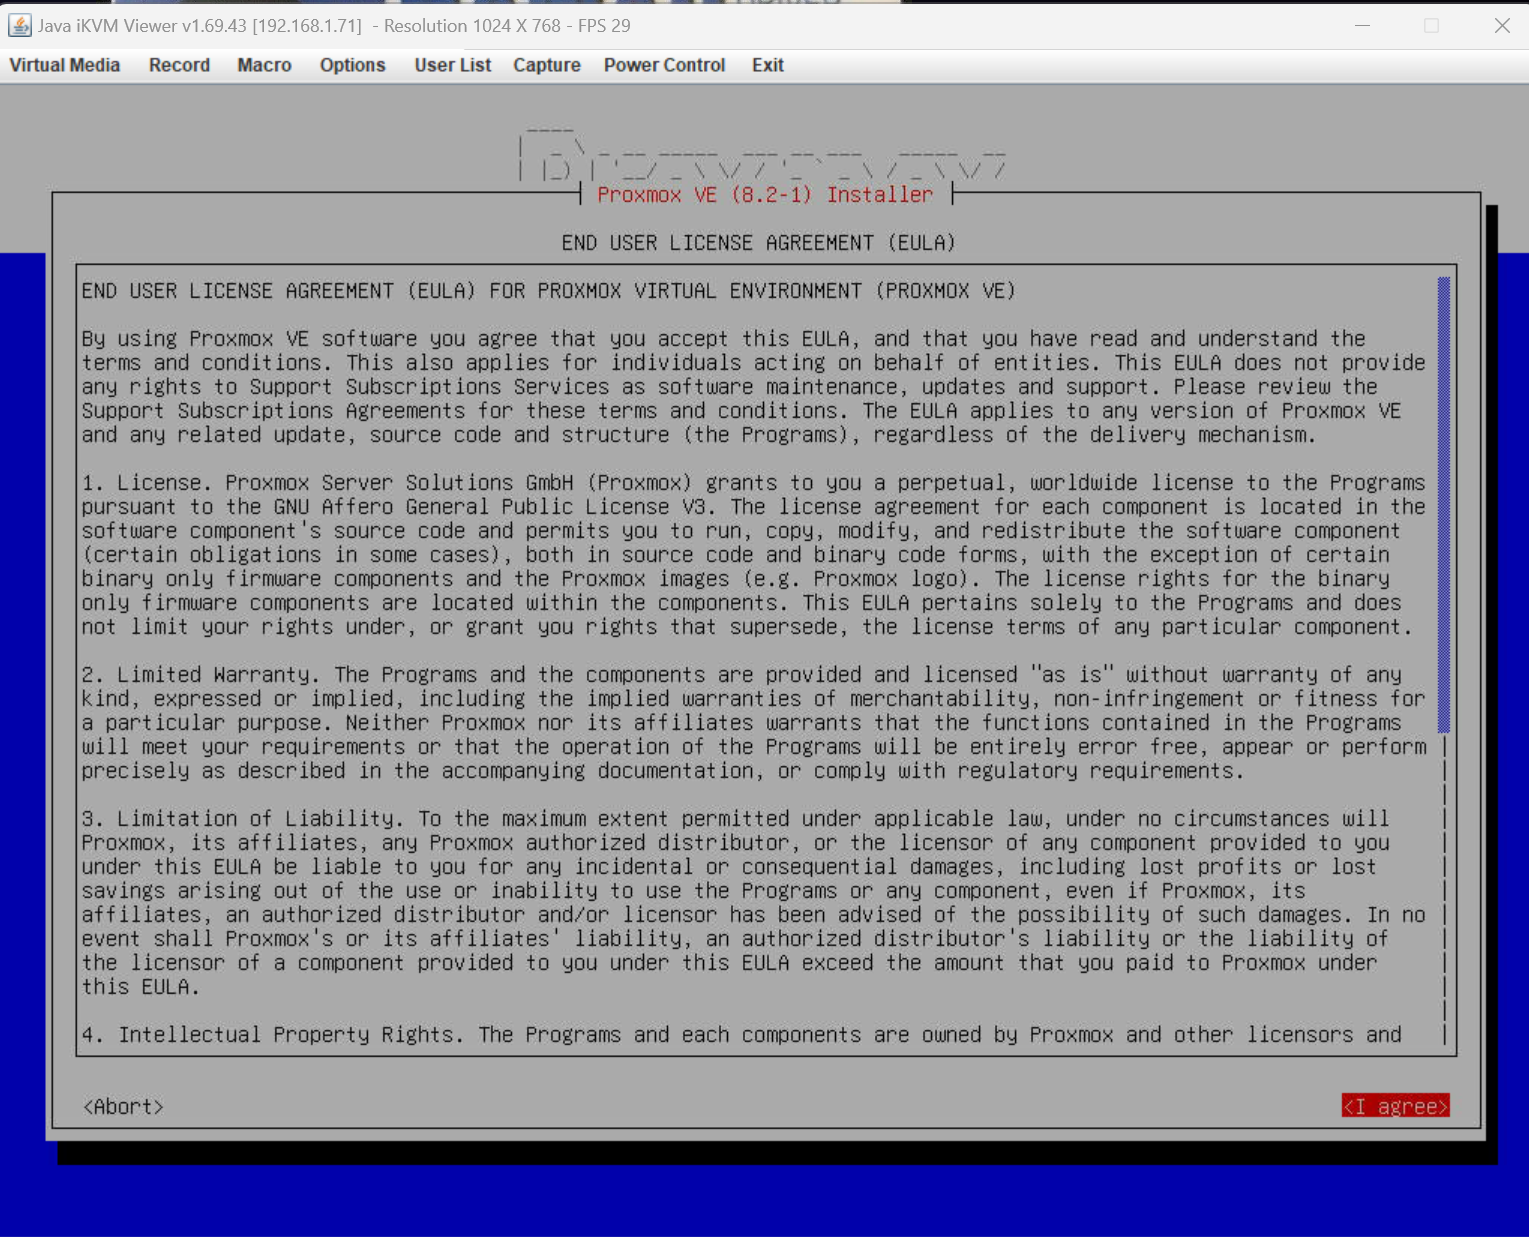 Java iKVM Viewer v1.69.43 [192.168.1.71] - Resolution 1024 X 768 - FPS 29
Virtual Media Record Macro Options User List Capture Power Control Exit
Proxmox VE (8.2-1) Installer
END USER LICENSE AGREEMENT (EULA)
END USER LICENSE AGREEMENT (EULA) FOR PROXMOX VIRTUAL ENVIRONMENT (PROXMOX VE)
By using Proxmox VE software you agree that you accept this EULA, and that you have read and understand the
terms and conditions. This also applies for individuals acting on behalf of entities. This EULA does not provide
any rights to Support Subscriptions Services as software maintenance, updates and support. Please review the
Support Subscriptions Agreements for these terms and conditions. The EULA applies to any version of Proxmox VE
and any related update, source code and structure (the Programs), regardless of the delivery mechanism.
1. License. Proxmox Server Solutions GmbH (Proxmox) grants to you a perpetual, worldwide license to the Programs
pursuant to the GNU Affero General Public License V3. The license agreement for each component is located in the
software component's source code and permits you to run, copy, modify, and redistribute the software component
(certain obligations in some cases), both in source code and binary code forms, with the exception of certain
binary only firmware components and the Proxmox images (e.g. Proxmox logo). The license rights for the binary
only firmware components are located within the components. This EULA pertains solely to the Programs and does
not limit your rights under, or grant you rights that supersede, the license terms of any particular component.
2. Limited Warranty. The Programs and the components are provided and licensed "as is" without warranty of any
kind, expressed or implied, including the implied warranties of merchantability, non-infringement or fitness for
a particular purpose. Neither Proxmox nor its affiliates warrants that the functions contained in the Programs
will meet your requirements or that the operation of the Programs will be entirely error free, appear or perform
precisely as described in the accompanying documentation, or comply with regulatory requirements.
3. Limitation of Liability. To the maximum extent permitted under applicable law, under no circumstances will
Proxmox, its affiliates, any Proxmox authorized distributor, or the licensor of any component provided to you
under this EULA be liable to you for any incidental or consequential damages, including lost profits or lost
savings arising out of the use or inability to use the Programs or any component, even if Proxmox, its
affiliates, an authorized distributor and/or licensor has been advised of the possibility of such damages. In no
event shall Proxmox's or its affiliates' liability, an authorized distributor's liability or the liability of
the licensor of a component provided to you under this EULA exceed the amount that you paid to Proxmox under
this EULA.
4. Intellectual Property Rights. The Programs and each components are owned by Proxmox and other licensors and
<Abort> <I agree>